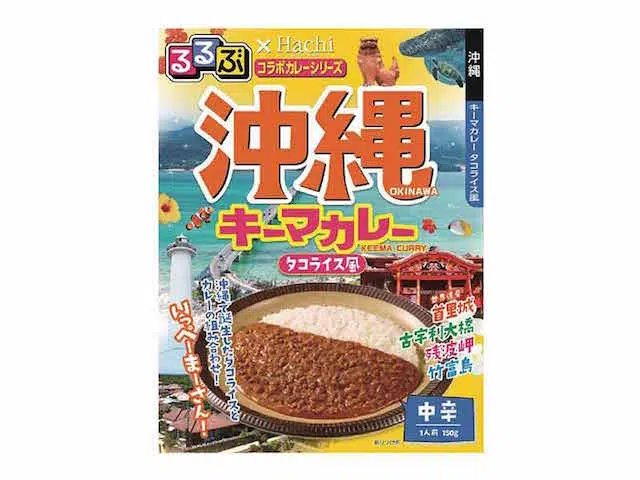 るるぶ
× Hachi
コラボカレーシリーズ
沖縄
キーマカレー タコライス風
沖縄
OKINAWA
キーマカレー
KEEMA CURRY
タコライス風
沖縄で誕生したタコライスと
カレーの組み合わせ!
いっぺーまーさん!
世界遺産
首里城
古宇利大橋
残波岬
竹富島
中辛
1人前 150g